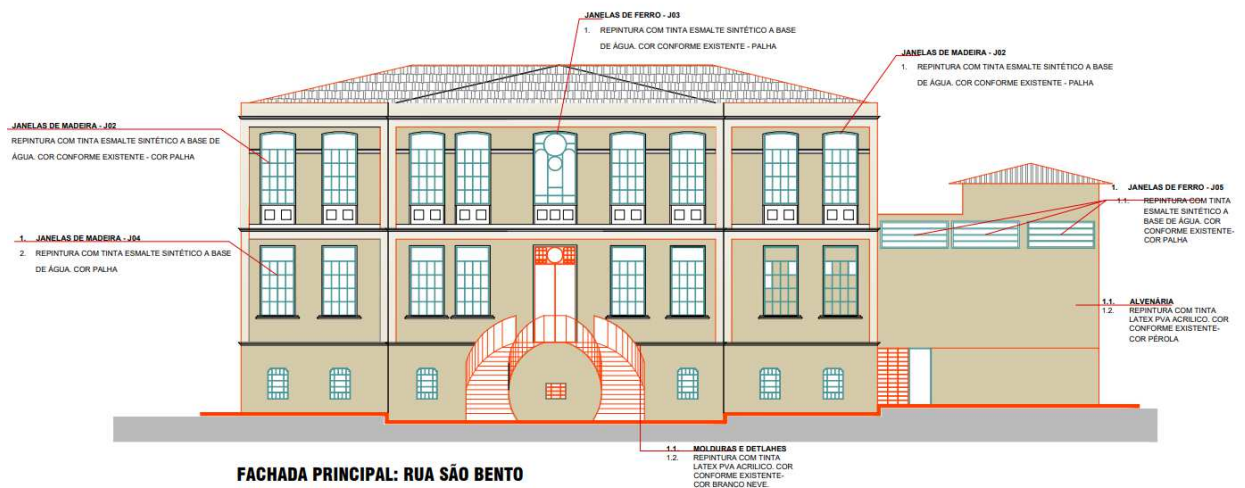 JANELAS DE FERRO - J03
1. REPINTURA COM TINTA ESMALTE SINTÉTICO A BASE
DE ÁGUA. COR CONFORME EXISTENTE - PALHA
JANELAS DE MADEIRA - J02
1. REPINTURA COM TINTA ESMALTE SINTÉTICO A BASE
DE ÁGUA. COR CONFORME EXISTENTE - PALHA
JANELAS DE MADEIRA - J02
REPINTURA COM TINTA ESMALTE SINTÉTICO A BASE DE
ÁGUA. COR CONFORME EXISTENTE - COR PALHA
1. JANELAS DE FERRO - J05
1.1. REPINTURA COM TINTA
ESMALTE SINTÉTICO A
BASE DE ÁGUA. COR
CONFORME EXISTENTE-
COR PALHA
1. JANELAS DE MADEIRA - J04
2. REPINTURA COM TINTA ESMALTE SINTÉTICO A BASE
DE ÁGUA. COR PALHA
1.1. ALVENÁRIA
1.2. REPINTURA COM TINTA
LATEX PVA ACRILICO. COR
CONFORME EXISTENTE-
COR PÉROLA
1.1. MOLDURAS E DETLAHES
1.2. REPINTURA COM TINTA
LATEX PVA ACRILICO. COR
CONFORME EXISTENTE-
COR BRANCO NEVE.
FACHADA PRINCIPAL: RUA SÃO BENTO